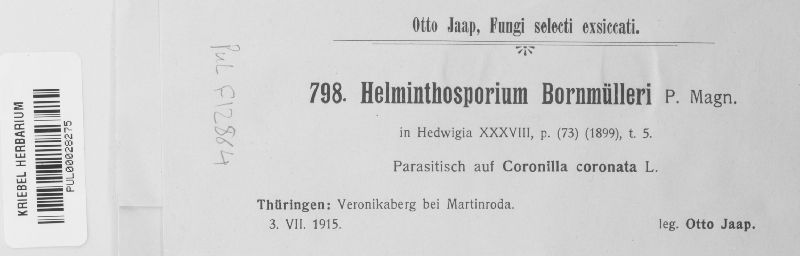 Otto Jaap, Fungi selecti exsiccati.
798. Helminthosporium Bornmülleri P. Magn.
in Hedwigia XXXVIII, p. (73) (1899), t. 5.
Parasitisch auf Coronilla coronata L.
Thüringen: Veronikaberg bei Martinroda.
3. VII. 1915.
leg. Otto Jaap.
PUL F12864
KRIEBEL HERBARIUM
PUL00028275